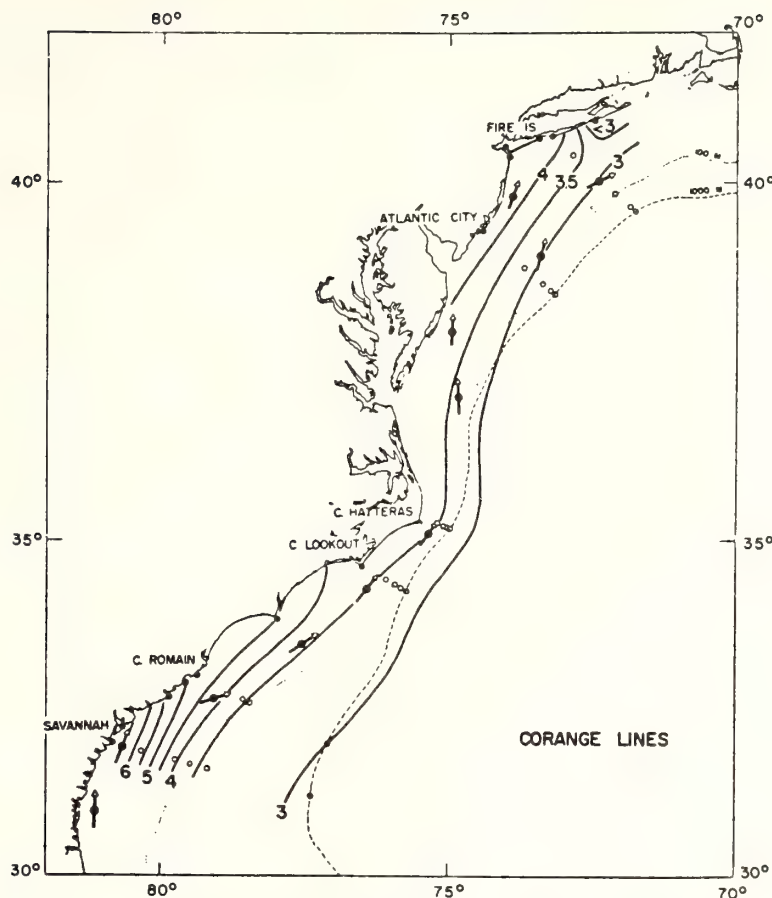 80° 75° 70°
FIRE IS
<3
4 3.5 3
40° 40°
ATLANTIC CITY
C. HATTERAS
35° C LOOKOUT 35°
C. ROMAIN
SAVANNAH
CORANGE LINES
6 5 4
3
30° 30°
80° 75° 70°